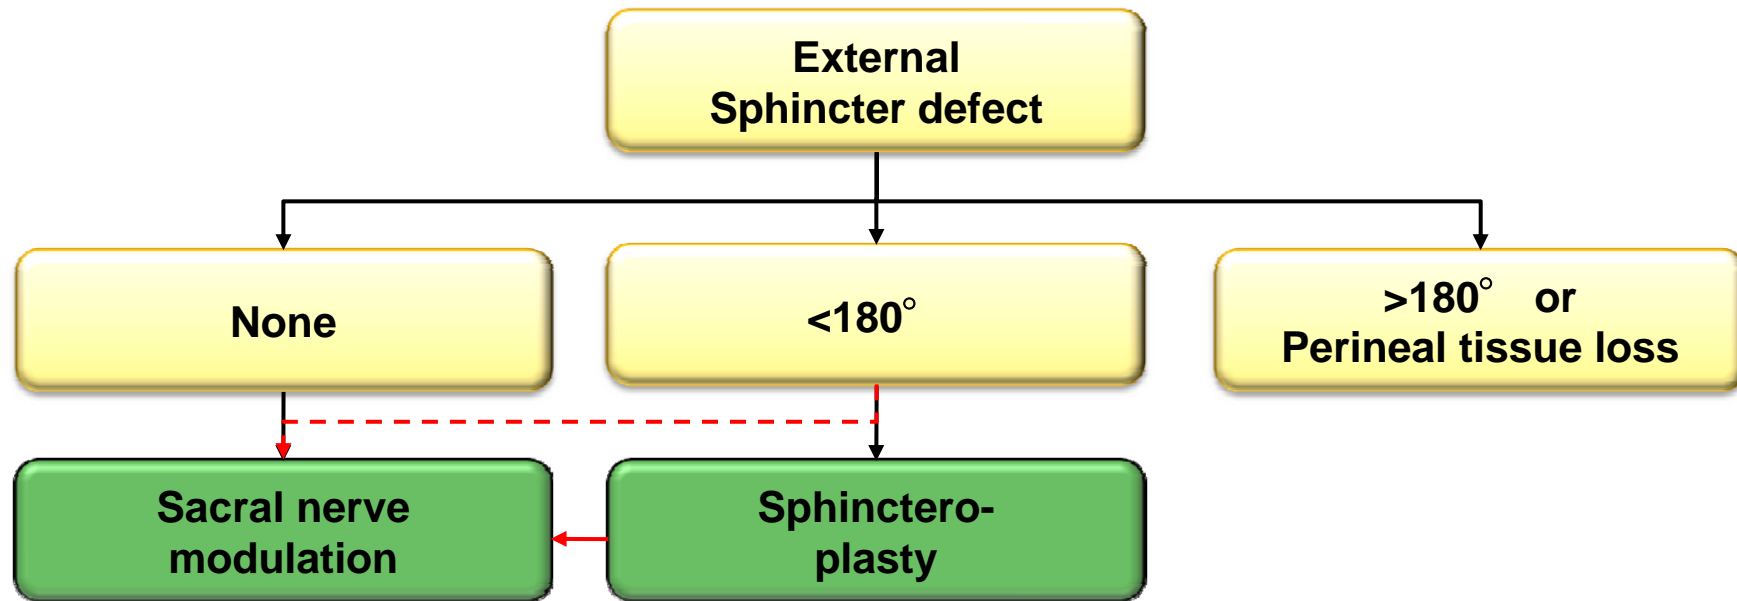 External
Sphincter defect
None
<180°
>180° or
Perineal tissue loss
Sacral nerve
modulation
Sphinctero-
plasty